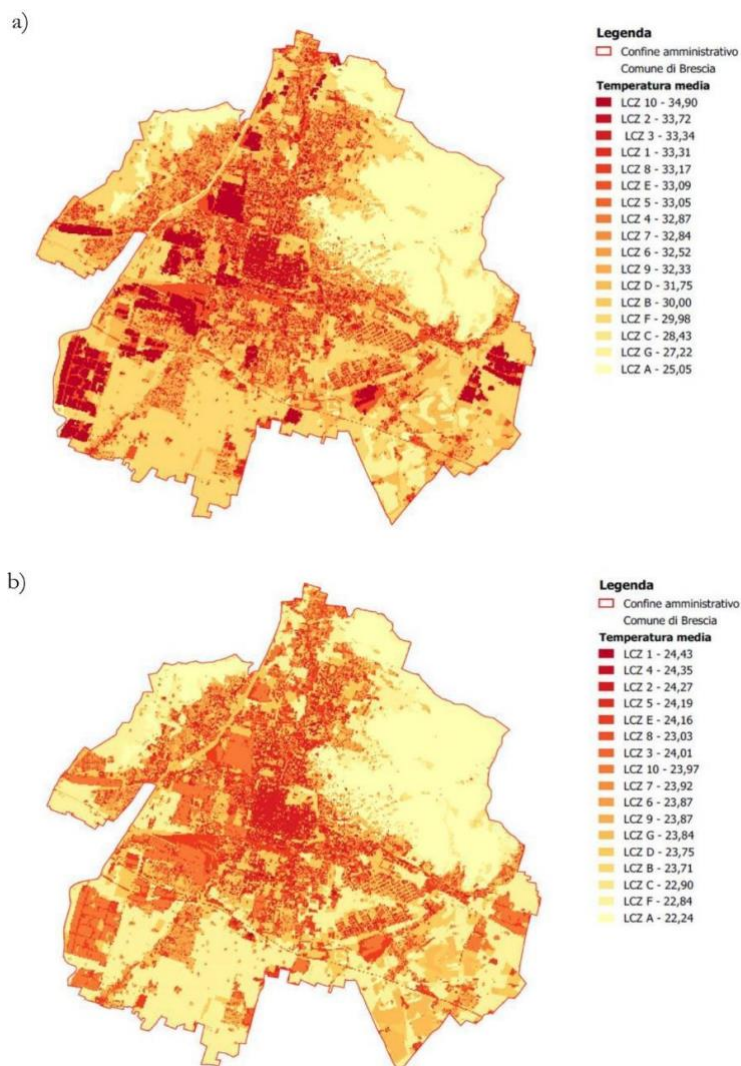 a)
Legenda
Confine amministrativo
Comune di Brescia
Temperatura media
LCZ 10 - 34,90
LCZ 2 - 33,72
LCZ 3 - 33,34
LCZ 1 - 33,31
LCZ 8 - 33,17
LCZ E - 33,09
LCZ 5 - 33,05
LCZ 4 - 32,87
LCZ 7 - 32,84
LCZ 6 - 32,52
LCZ 9 - 32,33
LCZ D - 31,75
LCZ B - 30,00
LCZ F - 29,98
LCZ C - 28,43
LCZ G - 27,22
LCZ A - 25,05
b)
Legenda
Confine amministrativo
Comune di Brescia
Temperatura media
LCZ 1 - 24,43
LCZ 4 - 24,35
LCZ 2 - 24,27
LCZ 5 - 24,19
LCZ E - 24,16
LCZ 8 - 23,03
LCZ 3 - 24,01
LCZ 10 - 23,97
LCZ 7 - 23,92
LCZ 6 - 23,87
LCZ 9 - 23,87
LCZ G - 23,84
LCZ D - 23,75
LCZ B - 23,71
LCZ C - 22,90
LCZ F - 22,84
LCZ A - 22,24